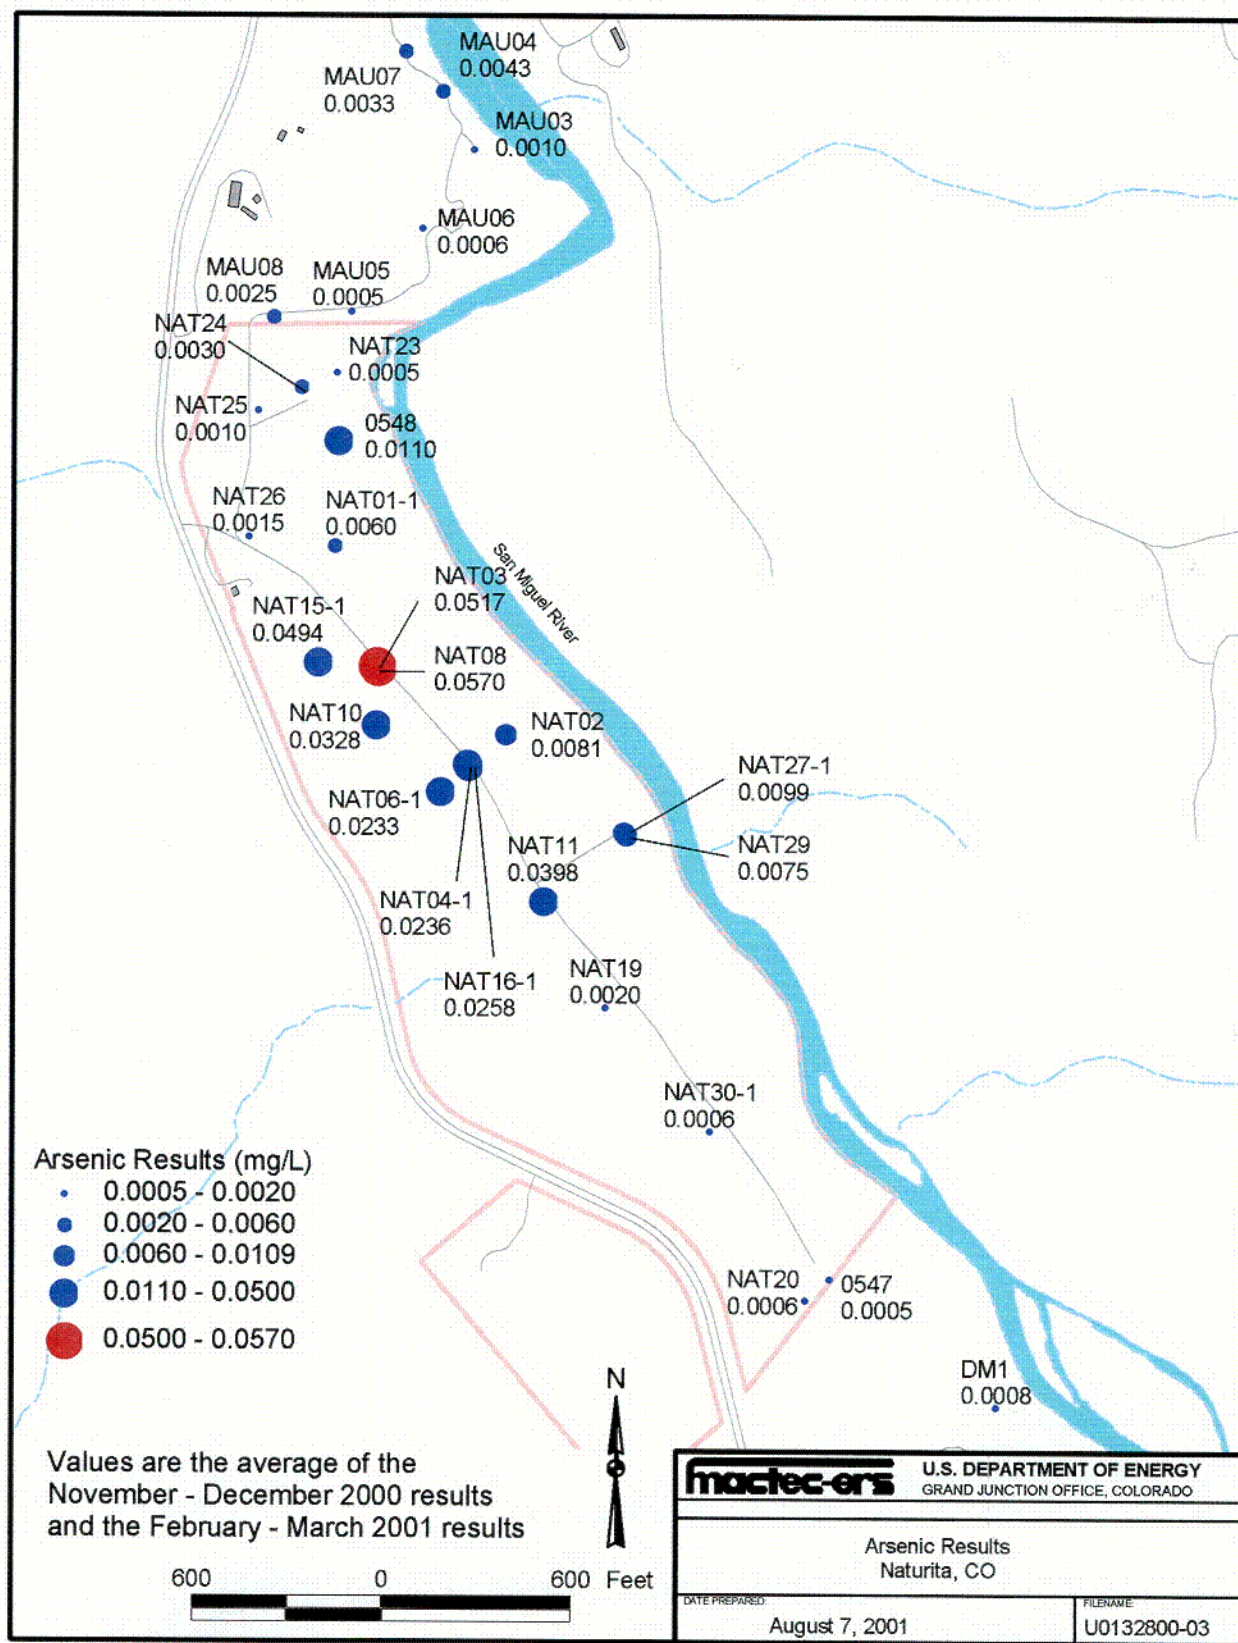 MAU04
0.0043
MAU07
0.0033
MAU03
0.0010
MAU06
0.0006
MAU08
0.0025
MAU05
0.0005
NAT24
0.0030
NAT23
0.0005
NAT25
0.0010
0548
0.0110
NAT26
0.0015
NAT01-1
0.0060
San Miguel River
NAT03
0.0517
NAT15-1
0.0494
NAT08
0.0570
NAT10
0.0328
NAT02
0.0081
NAT27-1
0.0099
NAT06-1
0.0233
NAT11
0.0398
NAT29
0.0075
NAT04-1
0.0236
NAT16-1
0.0258
NAT19
0.0020
NAT30-1
0.0006
Arsenic Results (mg/L)
0.0005 - 0.0020
0.0020 - 0.0060
0.0060 - 0.0109
0.0110 - 0.0500
0.0500 - 0.0570
NAT20
0.0006
0547
0.0005
DM1
0.0008
N
Values are the average of the
November - December 2000 results
and the February - March 2001 results
600 0 600 Feet
mactec-ers
U.S. DEPARTMENT OF ENERGY
GRAND JUNCTION OFFICE, COLORADO
Arsenic Results
Naturita, CO
DATE PREPARED:
August 7, 2001
FILENAME:
U0132800-03